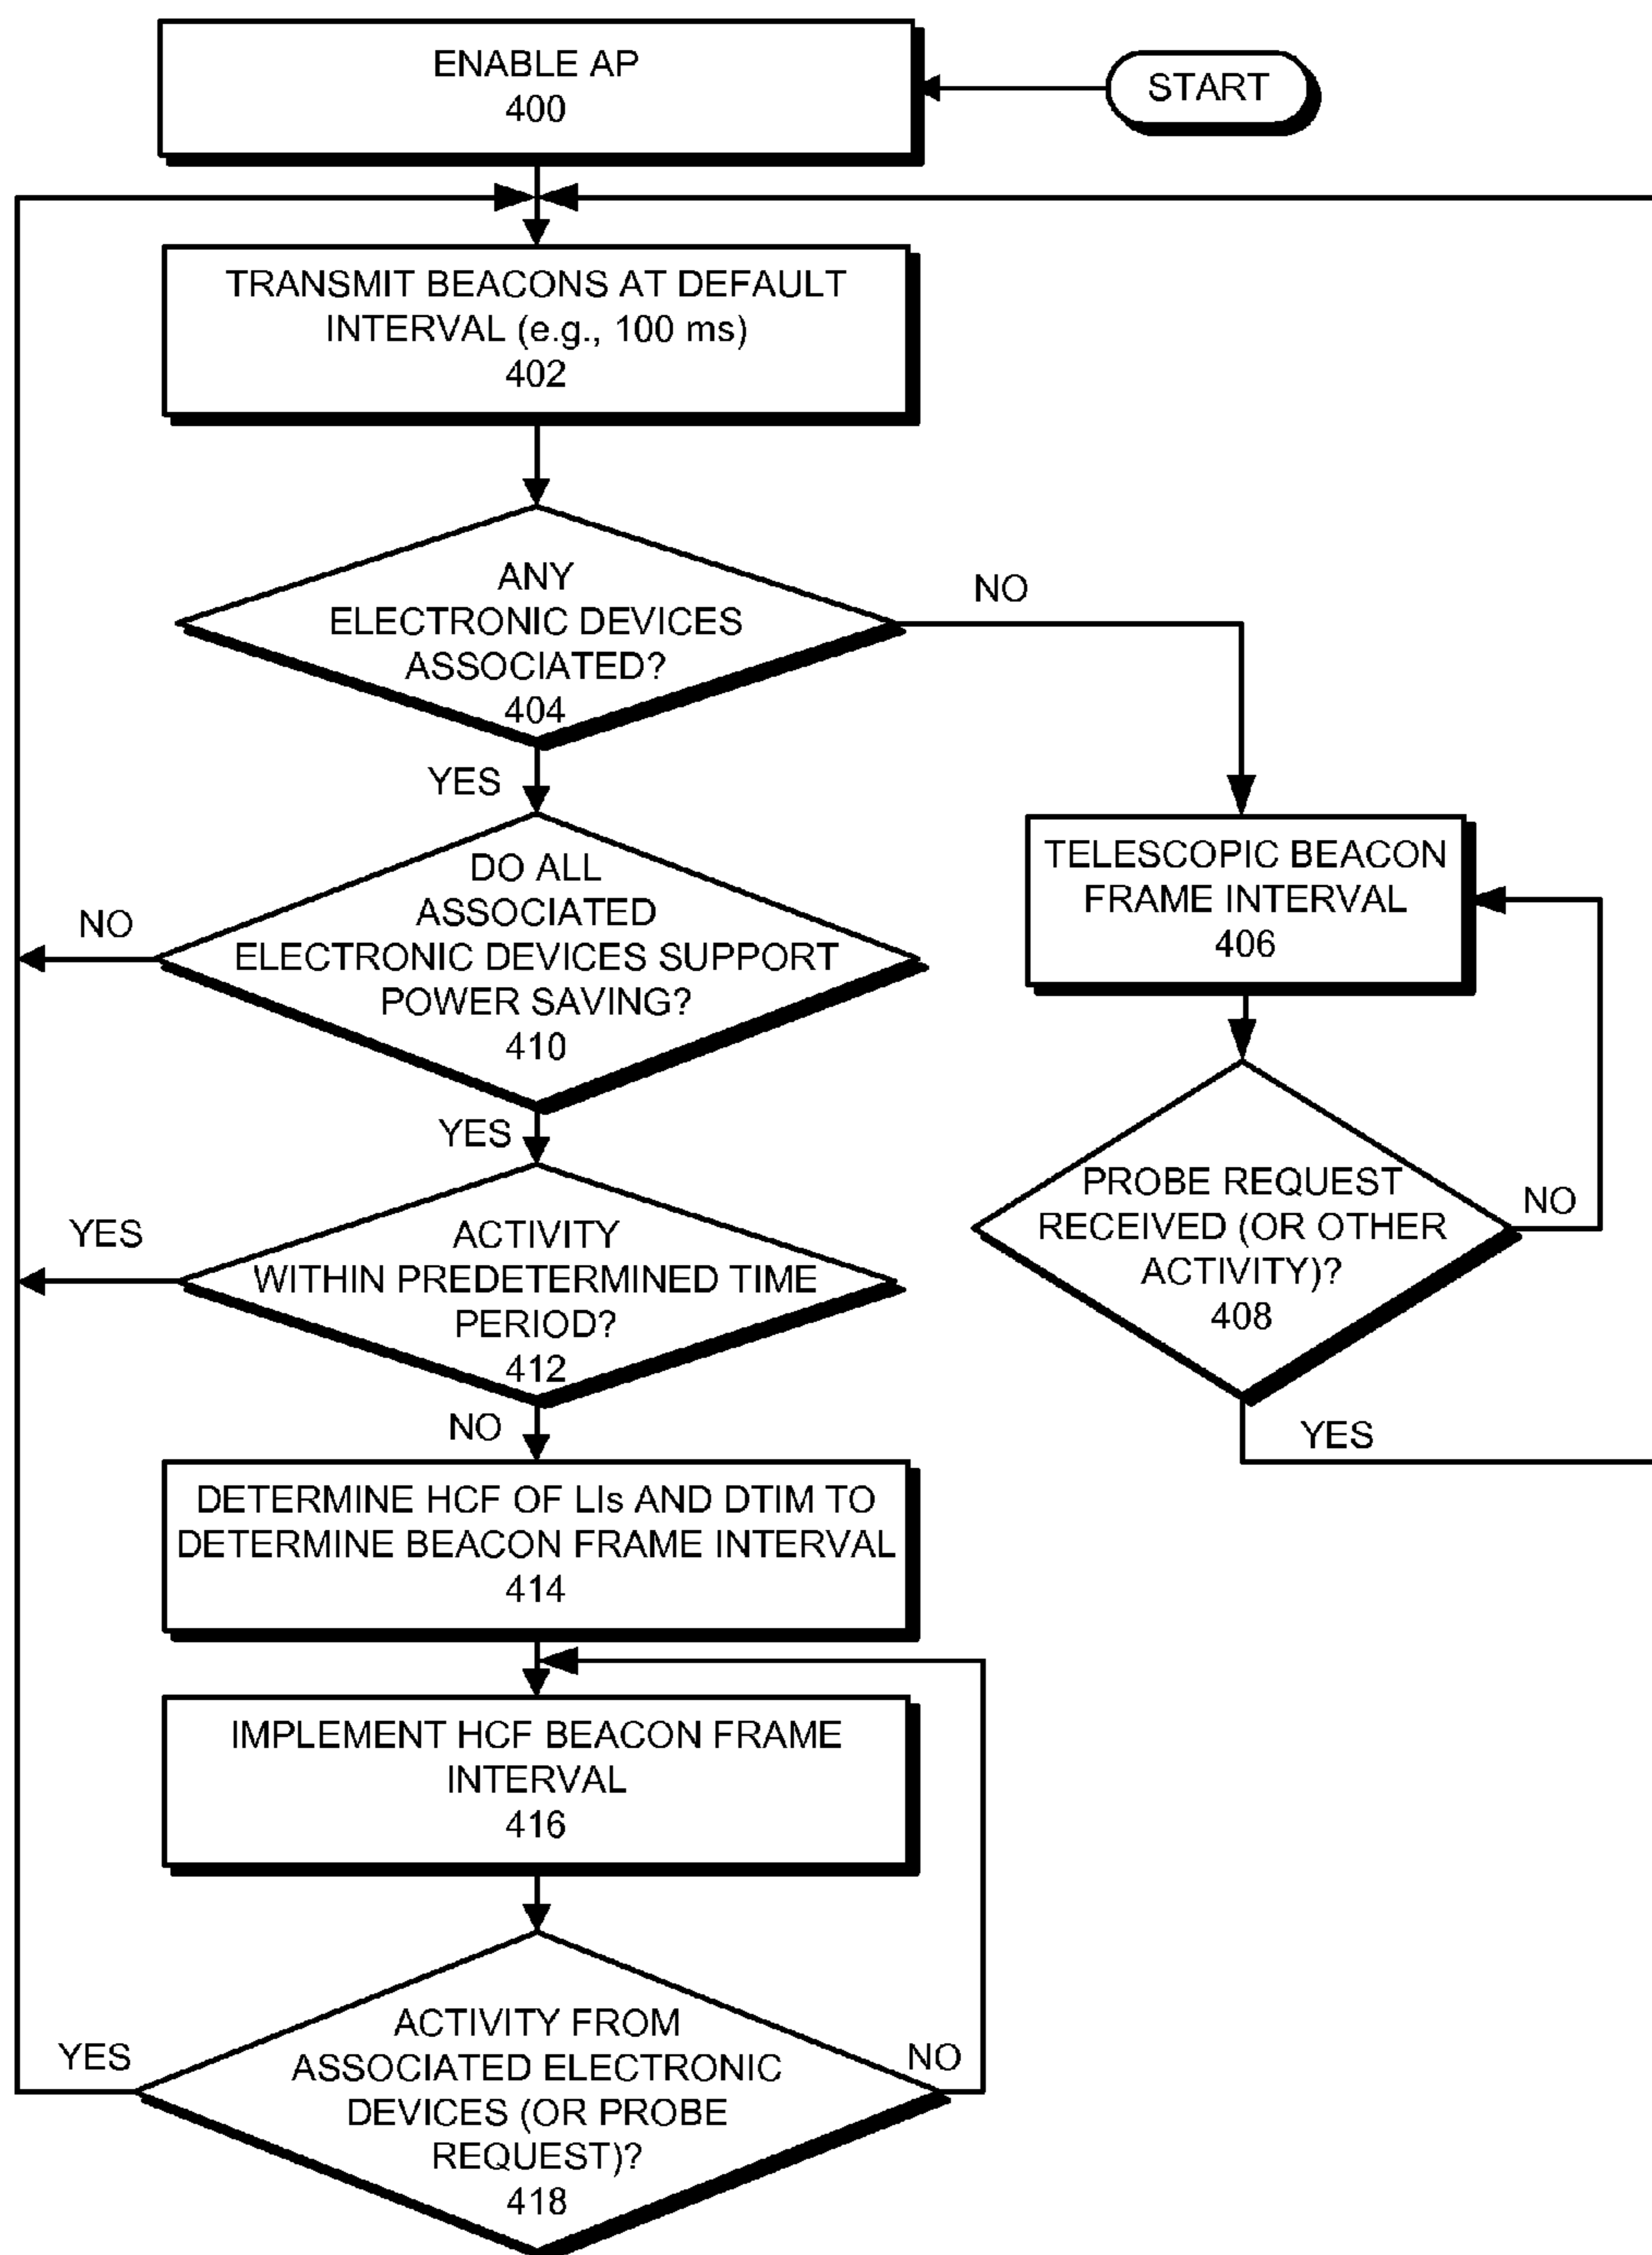 ENABLE AP
400
START
TRANSMIT BEACONS AT DEFAULT
INTERVAL (e.g., 100 ms)
402
ANY
ELECTRONIC DEVICES
ASSOCIATED?
404
NO
YES
DO ALL
ASSOCIATED
ELECTRONIC DEVICES SUPPORT
POWER SAVING?
410
NO
YES
TELESCOPIC BEACON
FRAME INTERVAL
406
PROBE REQUEST
RECEIVED (OR OTHER
ACTIVITY)?
408
NO
YES
ACTIVITY
WITHIN PREDETERMINED TIME
PERIOD?
412
YES
NO
DETERMINE HCF OF LIs AND DTIM TO
DETERMINE BEACON FRAME INTERVAL
414
IMPLEMENT HCF BEACON FRAME
INTERVAL
416
ACTIVITY FROM
ASSOCIATED ELECTRONIC
DEVICES (OR PROBE
REQUEST)?
418
YES
NO